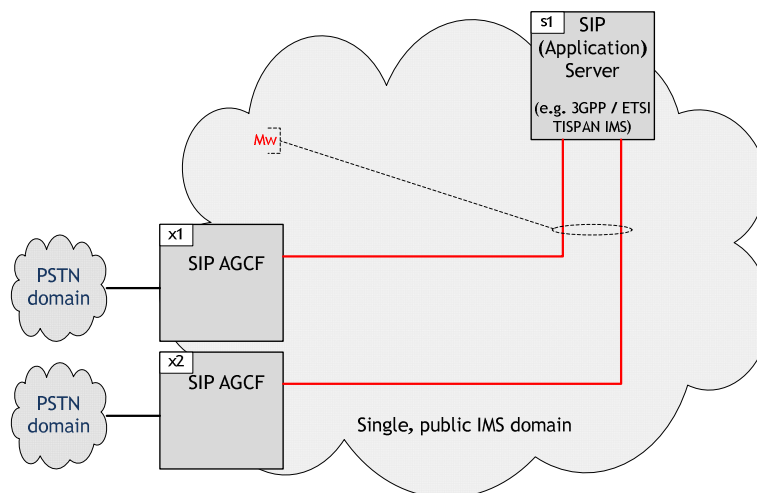 s1
SIP
(Application)
Server
(e.g. 3GPP / ETSI
TISPAN IMS)
Mw
x1
SIP AGCF
PSTN
domain
x2
SIP AGCF
PSTN
domain
Single, public IMS domain